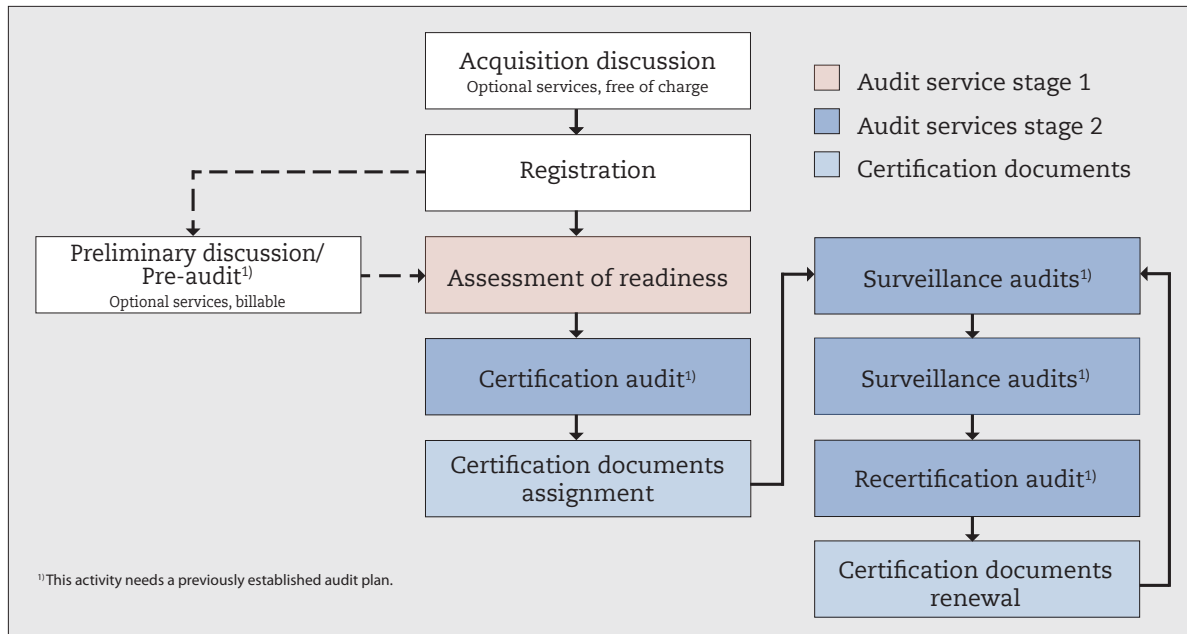 Acquisition discussion
Optional services, free of charge
Registration
Preliminary discussion/
Pre-audit¹⁾
Optional services, billable
Assessment of readiness
Certification audit¹⁾
Certification documents
assignment
Audit service stage 1
Audit services stage 2
Certification documents
Surveillance audits¹⁾
Surveillance audits¹⁾
Recertification audit¹⁾
Certification documents
renewal
¹⁾This activity needs a previously established audit plan.